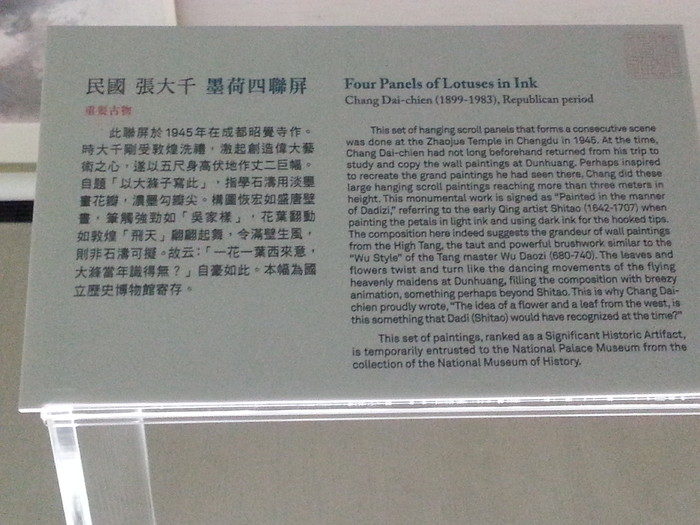 民國 張大千 墨荷四聯屏
重要古物
此聯屏於1945年在成都昭覺寺作。
時大千剛受敦煌洗禮，激起創造偉大藝
術之心，遂以五尺身高伏地作丈二巨幅。
自題「以大滌子寫此」，指學石濤用淡墨
畫花瓣，濃墨勾瓣尖。構圖恢宏如盛唐壁
畫，筆觸強勁如「吳家樣」，花葉翻動
如敦煌「飛天」翩翩起舞，令滿壁生風，
則非石濤可擬。故云：「一花一葉西來意，
大滌當年識得無？」自豪如此。本幅為國
立歷史博物館寄存。
Four Panels of Lotuses in Ink
Chang Dai-chien (1899-1983), Republican period
This set of hanging scroll panels that forms a consecutive scene
was done at the Zhaojue Temple in Chengdu in 1945. At the time,
Chang Dai-chien had not long beforehand returned from his trip to
study and copy the wall paintings at Dunhuang. Perhaps inspired
to recreate the grand paintings he had seen there, Chang did these
large hanging scroll paintings reaching more than three meters in
height. This monumental work is signed as "Painted in the manner
of Dadizi," referring to the early Qing artist Shitao (1642-1707) when
painting the petals in light ink and using dark ink for the hooked tips.
The composition here indeed suggests the grandeur of wall paintings
from the High Tang, the taut and powerful brushwork similar to the
"Wu Style" of the Tang master Wu Daozi (680-740). The leaves and
flowers twist and turn like the dancing movements of the flying
heavenly maidens at Dunhuang, filling the composition with breezy
animation, something perhaps beyond Shitao. This is why Chang Dai-
chien proudly wrote, "The idea of a flower and a leaf from the west, is
this something that Dadi (Shitao) would have recognized at the time?"
This set of paintings, ranked as a Significant Historic Artifact,
is temporarily entrusted to the National Palace Museum from the
collection of the National Museum of History.